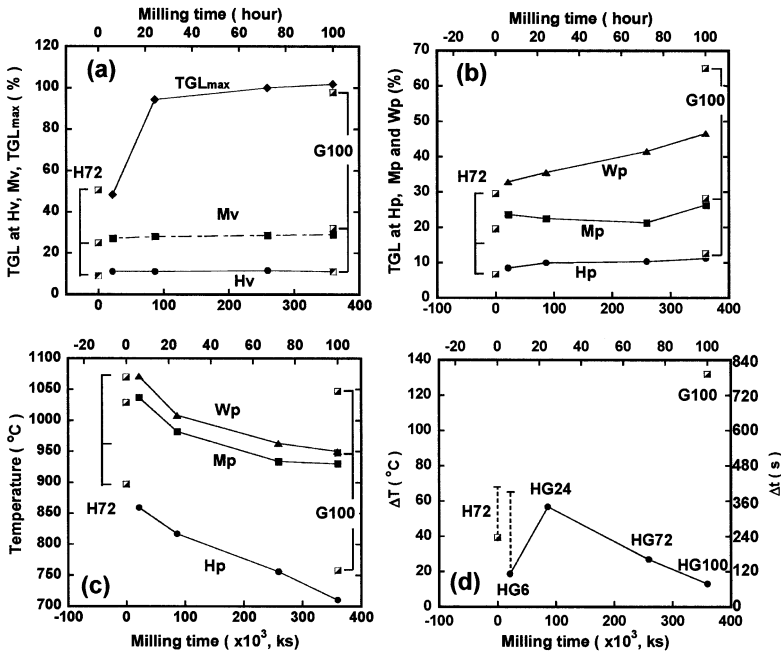 Milling time ( hour )
0 20 40 60 80 100
120
100
80
60
40
20
0
TGL at Hv, Mv, TGLmax ( % )
(a)
TGLmax
H72
G100
Mv
Hv
-100 0 100 200 300 400
Milling time ( hour )
0 20 40 60 80 100
70
60
50
40
30
20
10
0
TGL at Hp, Mp and Wp (%)
(b)
G100
H72
Wp
Mp
Hp
-100 0 100 200 300 400
0 20 40 60 80 100
1100
1050
1000
950
900
850
800
750
700
Temperature ( °C )
Wp
Mp
H72
G100
Hp
(c)
-100 0 100 200 300 400
Milling time ( x10³, ks)
0 20 40 60 80 100
140
120
100
80
60
40
20
0
ΔT ( °C )
840
720
600
480
360
240
120
0
Δt ( s )
G100
H72
HG24
HG72
HG100
HG6
(d)
-100 0 100 200 300 400
Milling time ( x10³, ks)